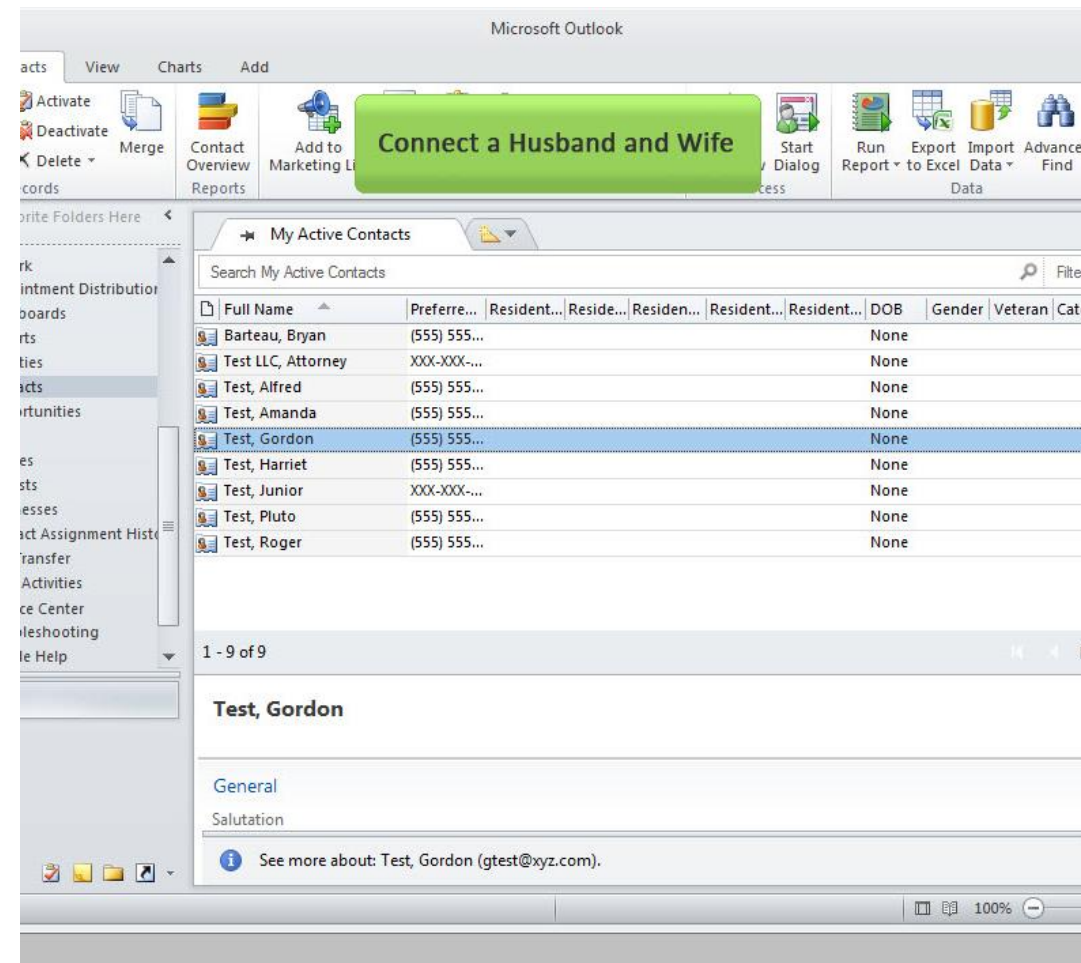 Microsoft Outlook
acts View Charts Add
Activate
Deactivate
Delete
Merge
cords
Contact Overview
Reports
Add to
Marketing Li
Connect a Husband and Wife
Start
Dialog
cess
Run
Report
Export
to Excel
Import
Data
Advance
Find
Data
orite Folders Here
rk
intment Distribution
boards
rts
ties
acts
ortunities
es
sts
esses
act Assignment Histo
ransfer
Activities
ce Center
bleshooting
le Help
My Active Contacts
Search My Active Contacts Filte
Full Name Preferre... Resident... Reside... Residen... Resident... Resident... DOB Gender Veteran Cat
Barteau, Bryan (555) 555... None
Test LLC, Attorney XXX-XXX-... None
Test, Alfred (555) 555... None
Test, Amanda (555) 555... None
Test, Gordon (555) 555... None
Test, Harriet (555) 555... None
Test, Junior XXX-XXX-... None
Test, Pluto (555) 555... None
Test, Roger (555) 555... None
1 - 9 of 9
Test, Gordon
General
Salutation
See more about: Test, Gordon (gtest@xyz.com).
100%